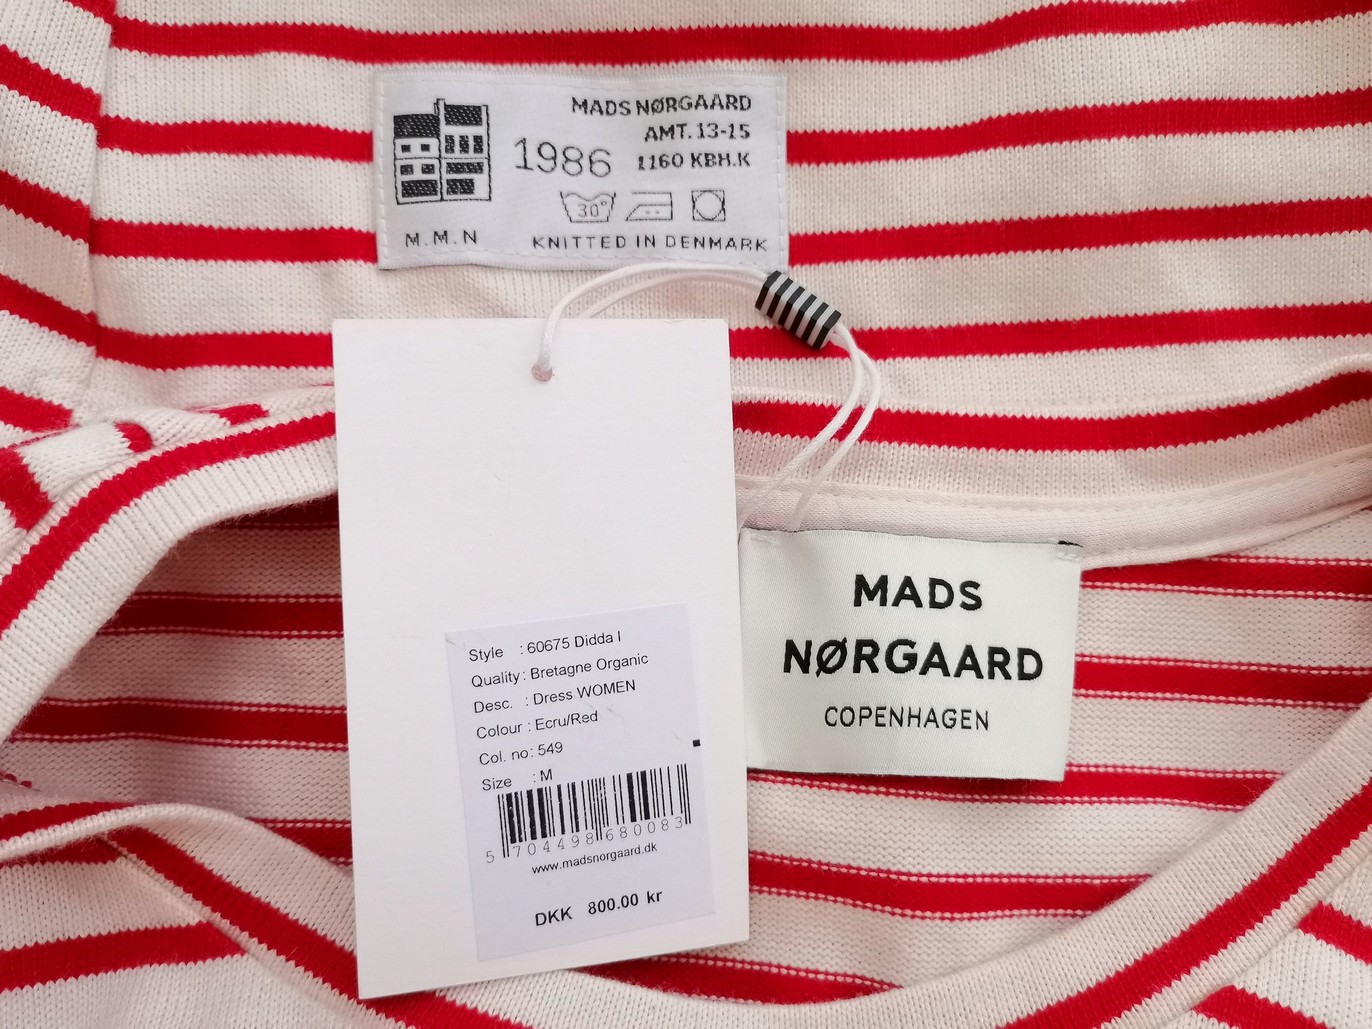 MADS NØRGAARD
AMT. 13-15
1986
1160 KBH.K
30°
M.M.N
KNITTED IN DENMARK
MADS
NØRGAARD
COPENHAGEN
Style : 60675 Didda I
Quality : Bretagne Organic
Desc. : Dress WOMEN
Colour : Ecru/Red
Col. no: 549
Size : M
5 704498 680083
www.madsnorgaard.dk
DKK 800.00 kr